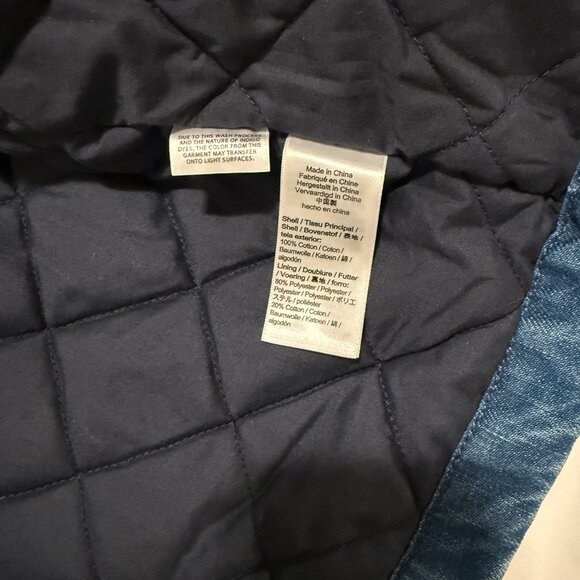 DUE TO THIS WASH PROCESS
AND THE NATURE OF INDIGO
DYES, THE COLOR FROM THIS
GARMENT MAY TRANSFER
ONTO LIGHT SURFACES.
Made in China
Fabriqué en Chine
Hergestellt in China
Vervaardigd in China
中国製
hecho en china
Shell / Tissu Principal /
Shell / Bovenstof / 表地 /
tela exterior:
100% Cotton / Coton /
Baumwolle / Katoen / 綿 /
algodón
Lining / Doublure / Futter
/ Voering / 裏地 / forro:
80% Polyester / Polyester /
Polyester / Polyester / ポリエ
ステル / poliéster
20% Cotton / Coton /
Baumwolle / Katoen / 綿 /
algodón